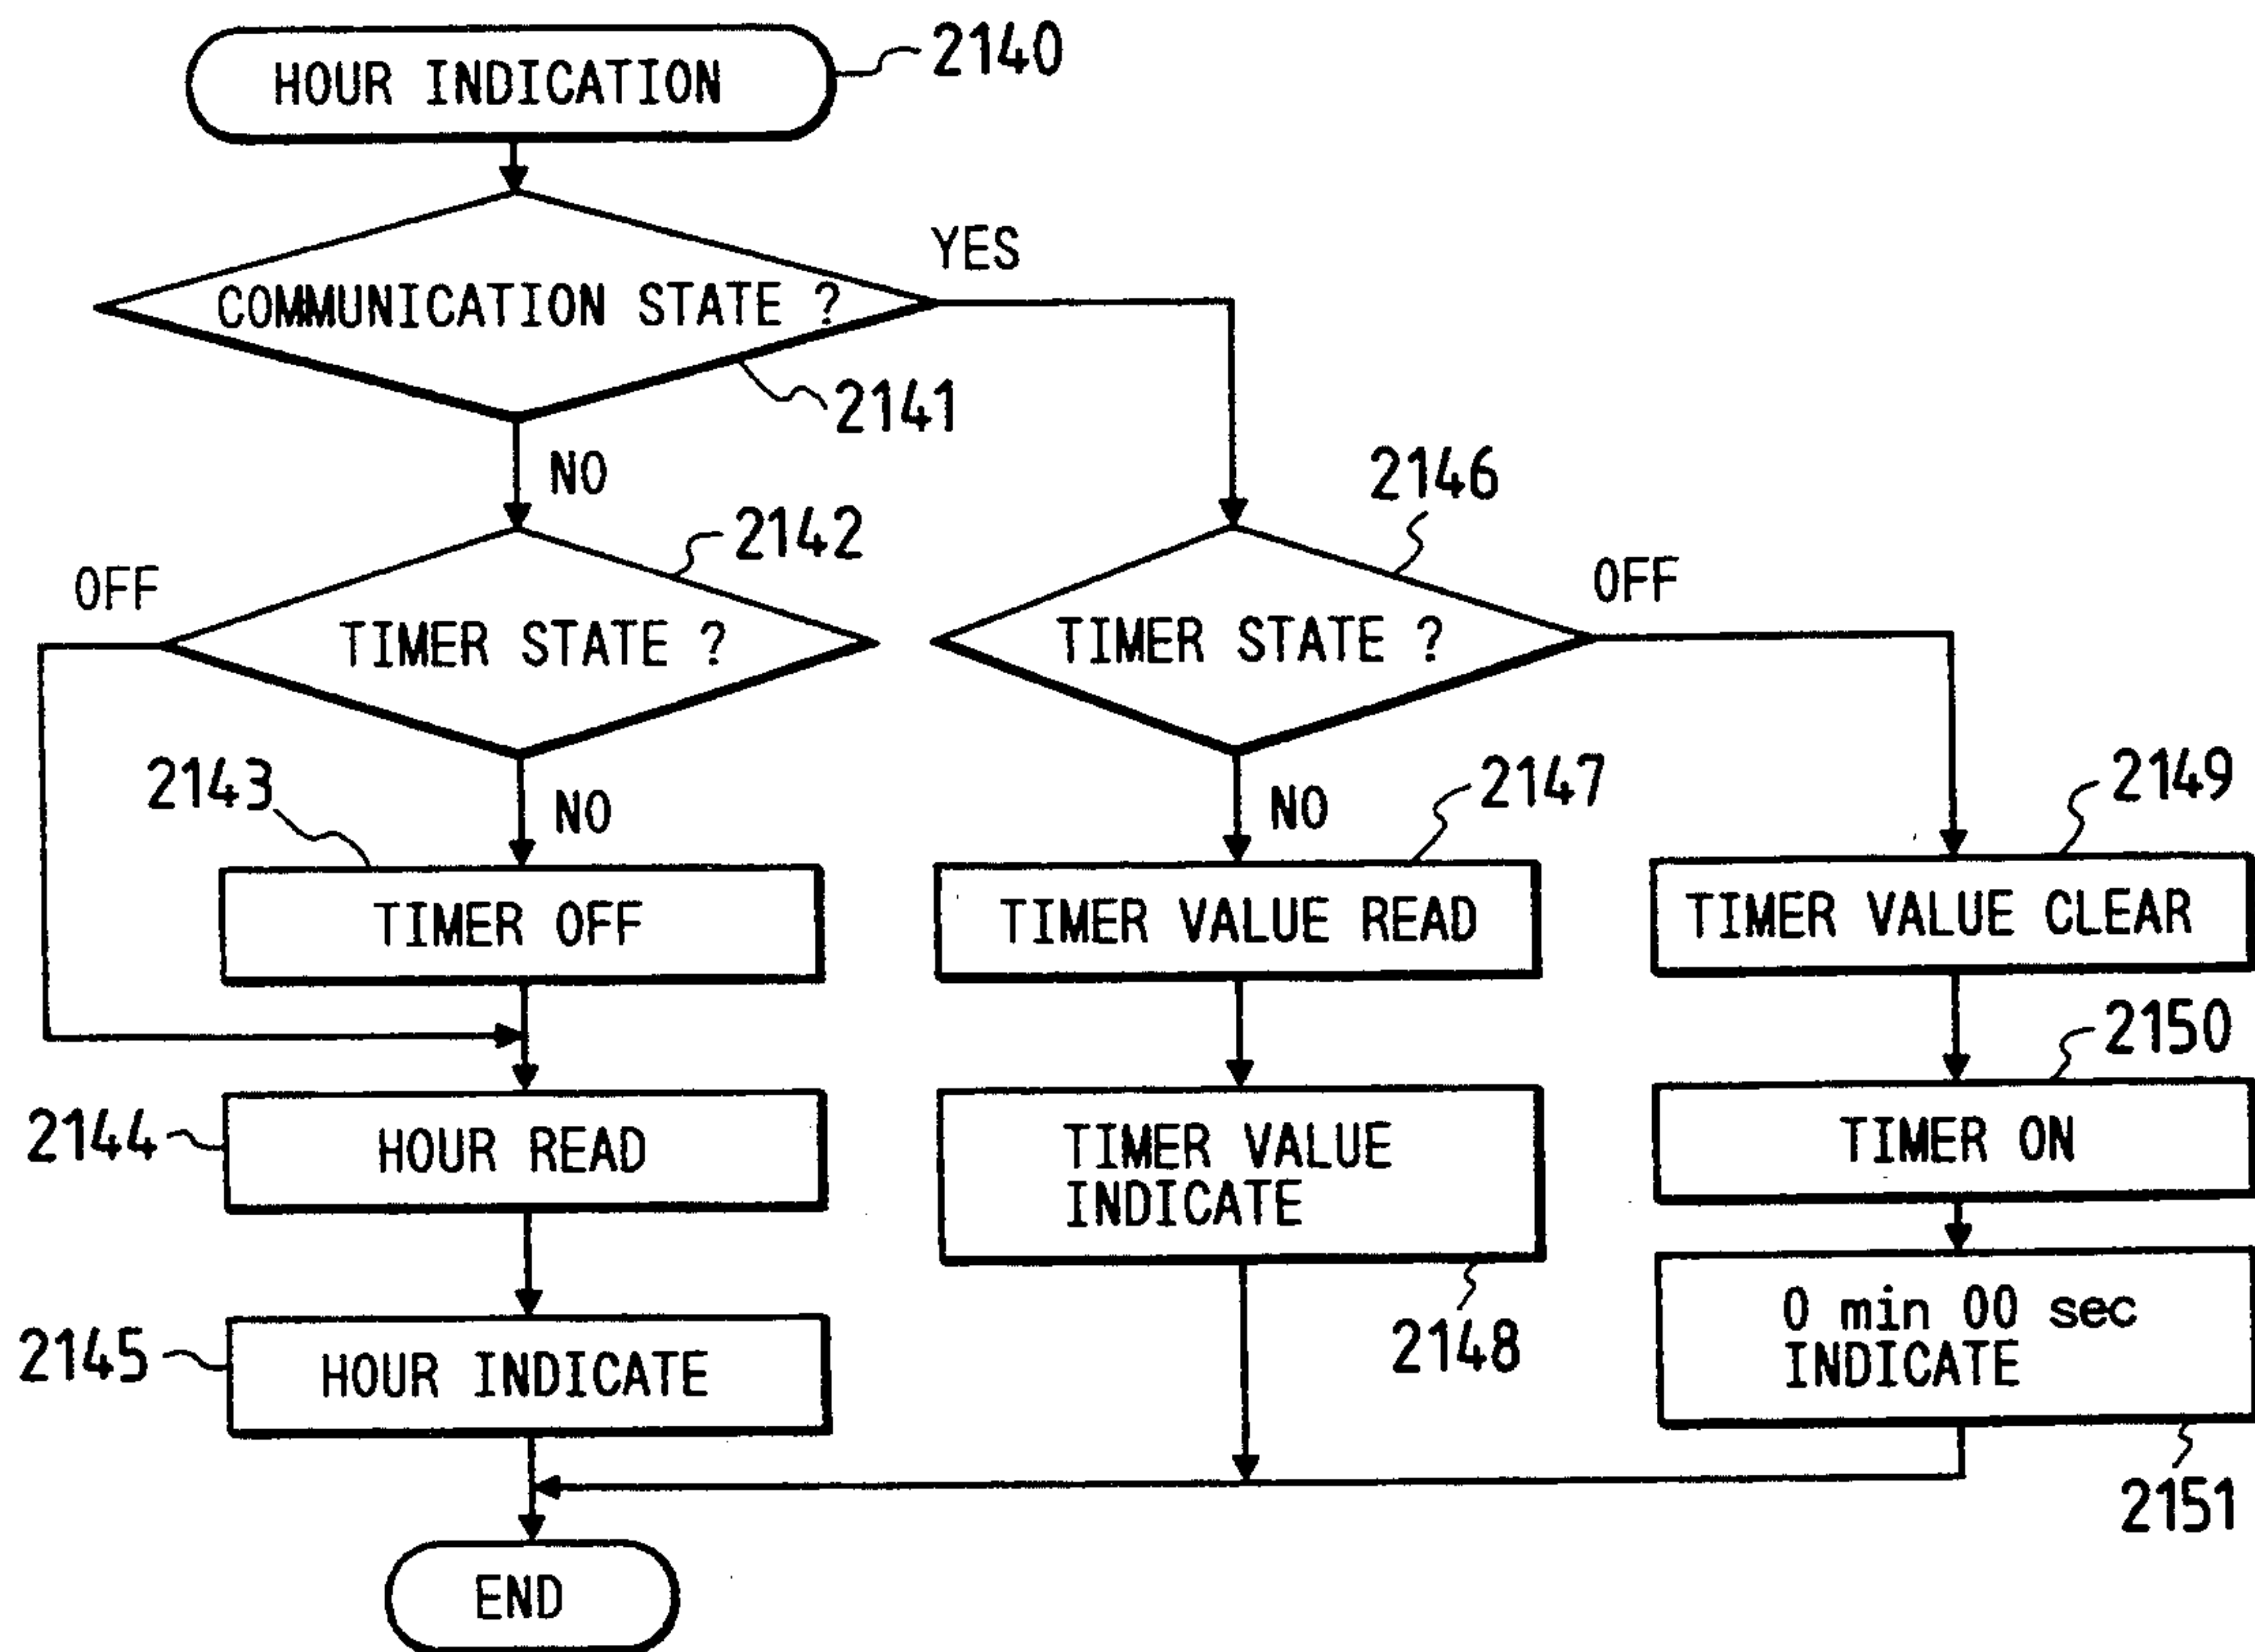 HOUR INDICATION
2140
COMMUNICATION STATE ?
YES
2141
NO
2142
2146
OFF
TIMER STATE ?
TIMER STATE ?
OFF
2143
NO
NO
2147
2149
TIMER OFF
TIMER VALUE READ
TIMER VALUE CLEAR
2150
2144
HOUR READ
TIMER VALUE
INDICATE
TIMER ON
2145
HOUR INDICATE
2148
0 min 00 sec
INDICATE
2151
END